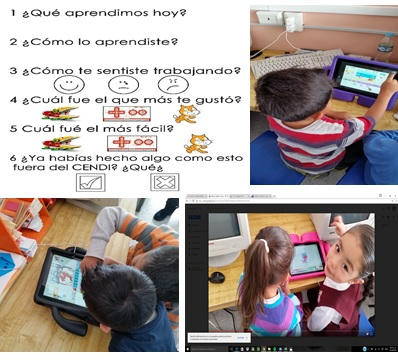 1 ¿Qué aprendimos hoy?
2 ¿Cómo lo aprendiste?
3 ¿Cómo te sentiste trabajando?
4 ¿Cuál fue el que más te gustó?
5 Cuál fué el más fácil?
6 ¿Ya habías hecho algo como esto
fuera del CENDI? ¿Qué¿